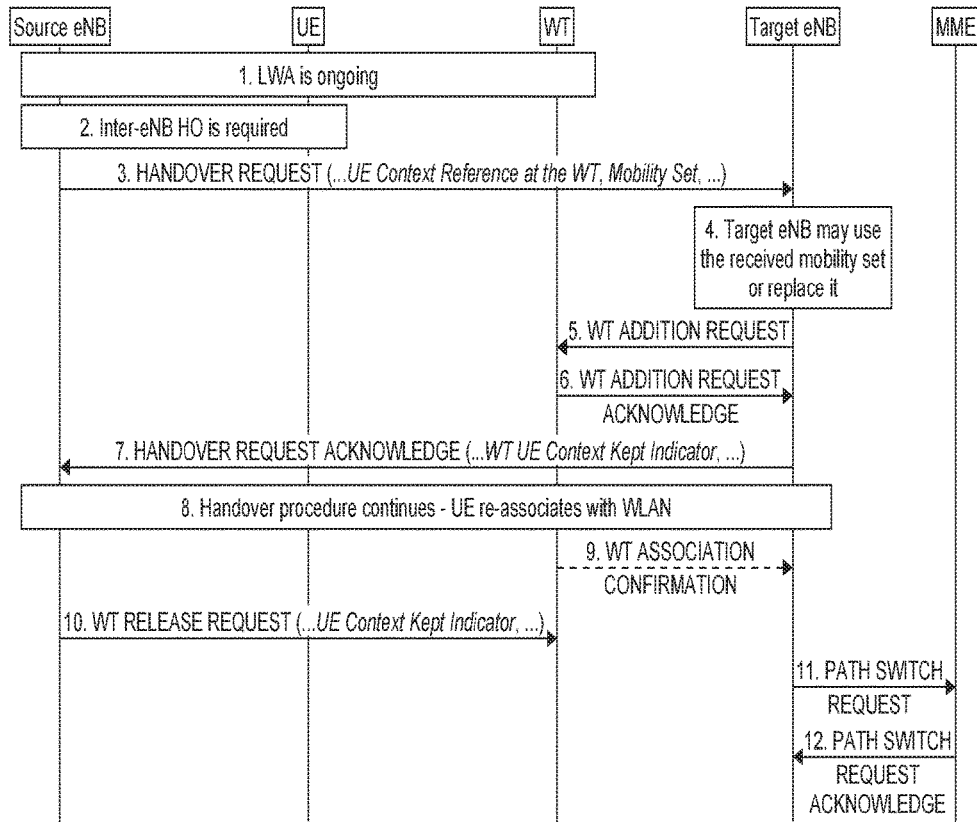 Source eNB
UE
WT
Target eNB
MME
1. LWA is ongoing
2. Inter-eNB HO is required
3. HANDOVER REQUEST (...UE Context Reference at the WT, Mobility Set, ...)
4. Target eNB may use
the received mobility set
or replace it
5. WT ADDITION REQUEST
6. WT ADDITION REQUEST
ACKNOWLEDGE
7. HANDOVER REQUEST ACKNOWLEDGE (...WT UE Context Kept Indicator, ...)
8. Handover procedure continues - UE re-associates with WLAN
9. WT ASSOCIATION
CONFIRMATION
10. WT RELEASE REQUEST (...UE Context Kept Indicator, ...)
11. PATH SWITCH
REQUEST
12. PATH SWITCH
REQUEST
ACKNOWLEDGE